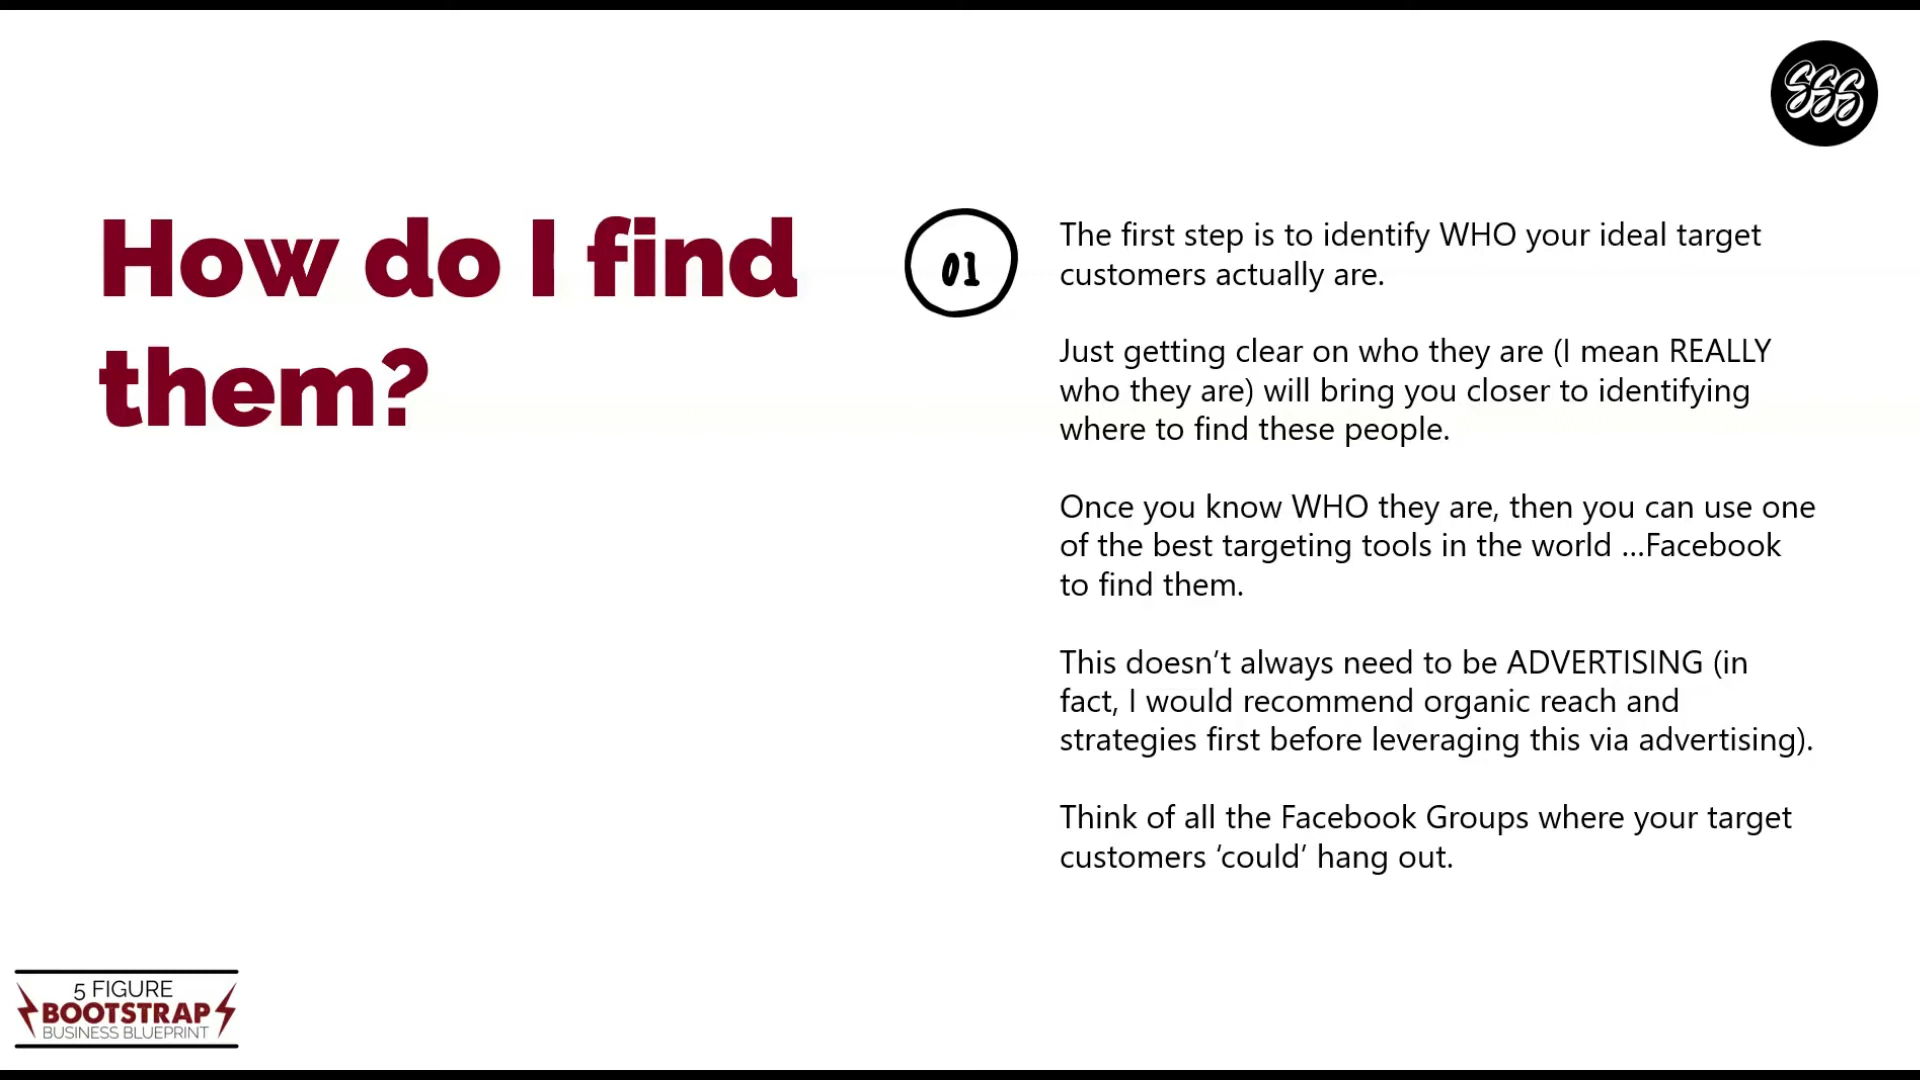 SSS
How do I find
them?
01
The first step is to identify WHO your ideal target
customers actually are.
Just getting clear on who they are (I mean REALLY
who they are) will bring you closer to identifying
where to find these people.
Once you know WHO they are, then you can use one
of the best targeting tools in the world ...Facebook
to find them.
This doesn’t always need to be ADVERTISING (in
fact, I would recommend organic reach and
strategies first before leveraging this via advertising).
Think of all the Facebook Groups where your target
customers ‘could’ hang out.
5 FIGURE
BOOTSTRAP
BUSINESS BLUEPRINT